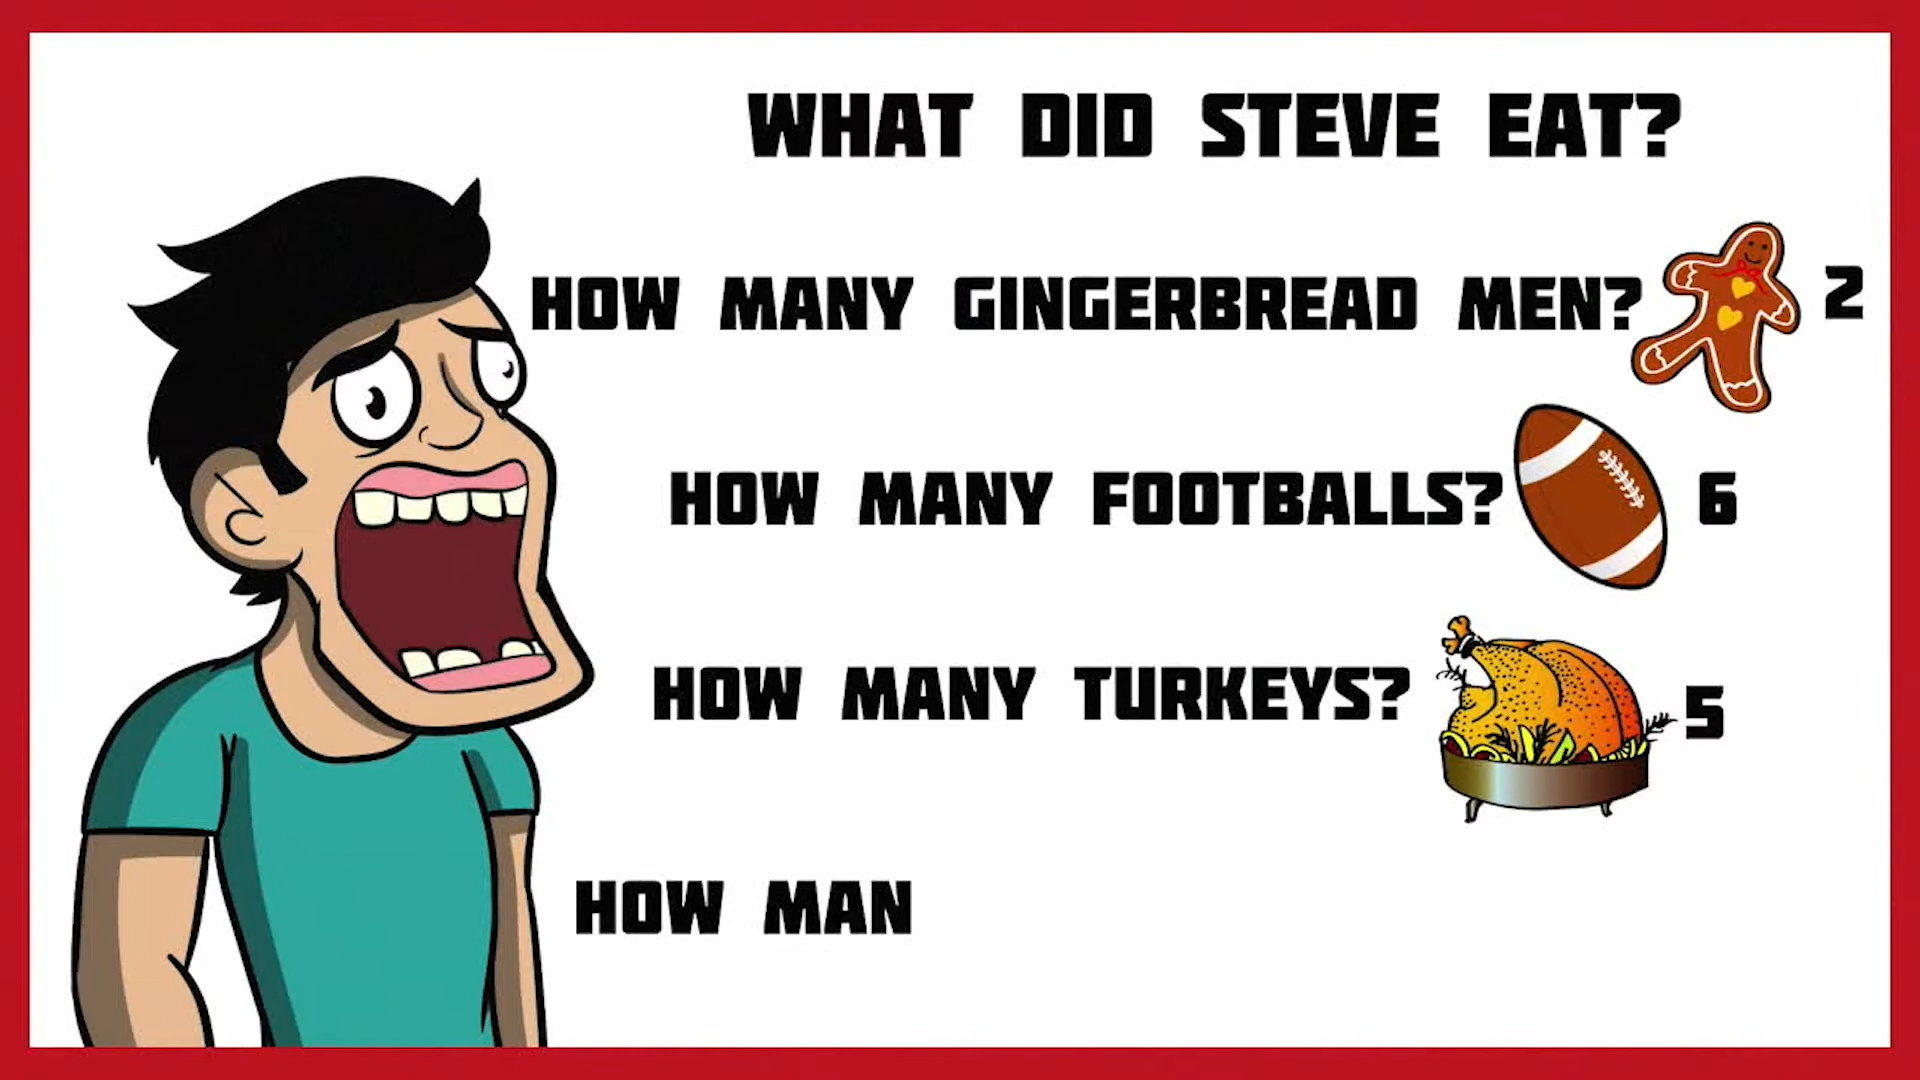 WHAT DID STEVE EAT?
HOW MANY GINGERBREAD MEN? 2
HOW MANY FOOTBALLS? 6
HOW MANY TURKEYS? 5
HOW MAN